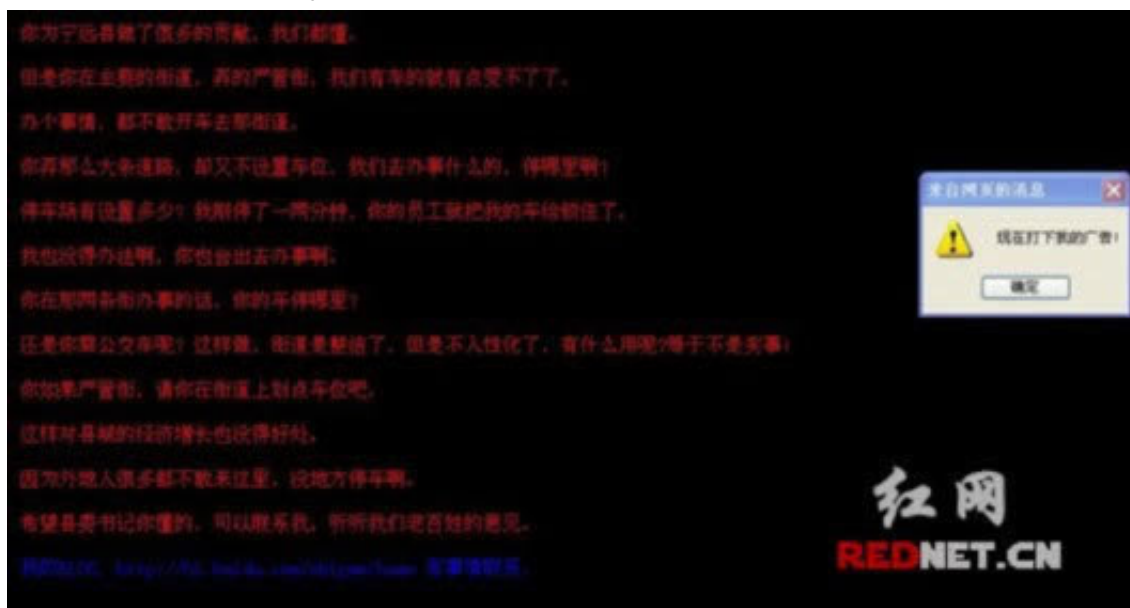 你为宁远县做了很多的贡献，我们都懂。
但是你在主要的街道，弄的严管街，我们有车的就有点受不了了。
办个事情，都不敢开车去那街道。
你弄那么大条道路，却又不设置车位，我们去办事什么的，停哪里啊！
停车场有设置多少？我刚停了一两分钟，你的员工就把我的车给锁住了。
我也没得办法啊，你也会出去办事啊。
你在那两条街办事的话，你的车停哪里？
还是你乘公交车呢？这样做，街道是整洁了，但是不人性化了，有什么用呢?等于不是实事！
你如果严管街，请你在街道上划点车位吧。
这样对县城的经济增长也没得好处。
因为外地人很多都不敢来这里，没地方停车啊。
希望县委书记你懂的，可以联系我，听听我们老百姓的意见。
有事情联系。
来自网页的消息
现在打下我的广告！
确定
红网
REDNET.CN